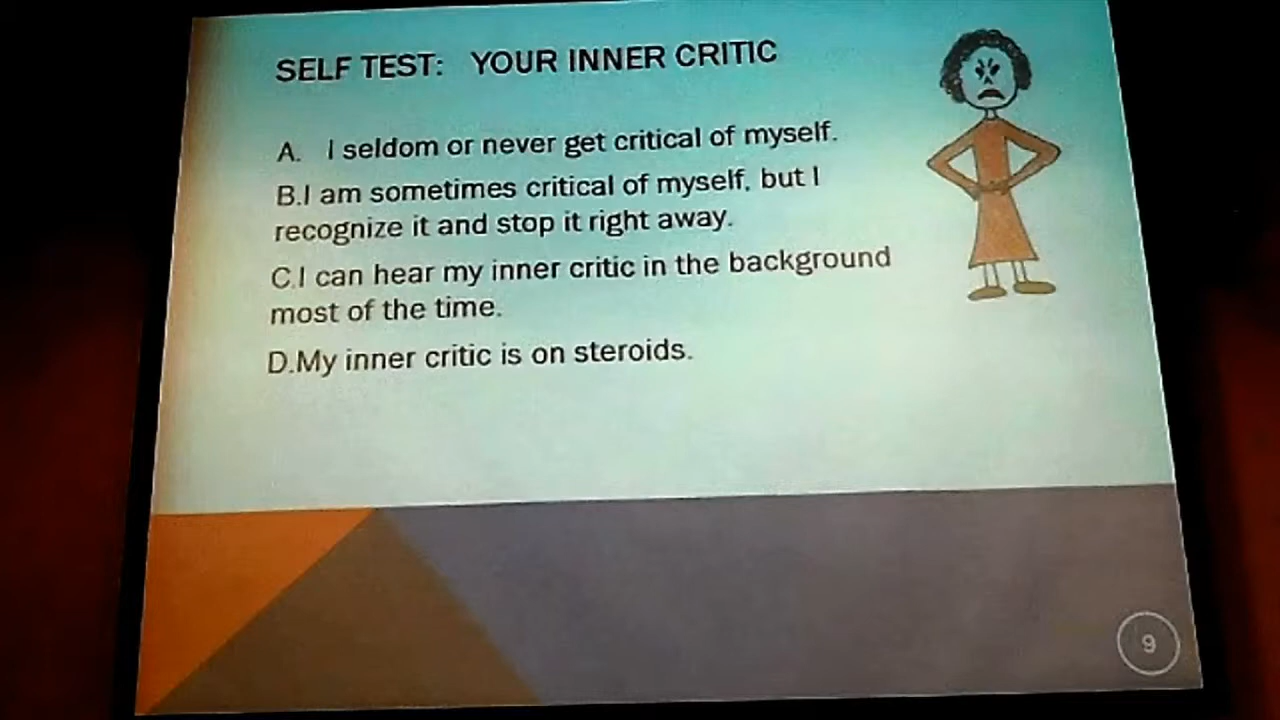 SELF TEST: YOUR INNER CRITIC
A. I seldom or never get critical of myself.
B.I am sometimes critical of myself, but I
recognize it and stop it right away.
C.I can hear my inner critic in the background
most of the time.
D.My inner critic is on steroids.
9